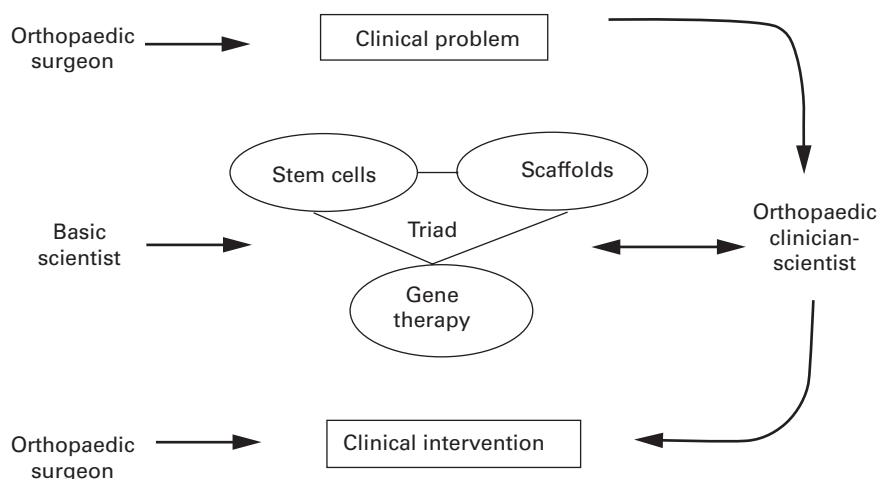 Orthopaedic
surgeon
Clinical problem
Stem cells
Scaffolds
Triad
Basic
scientist
Gene
therapy
Orthopaedic
clinician-
scientist
Orthopaedic
surgeon
Clinical intervention